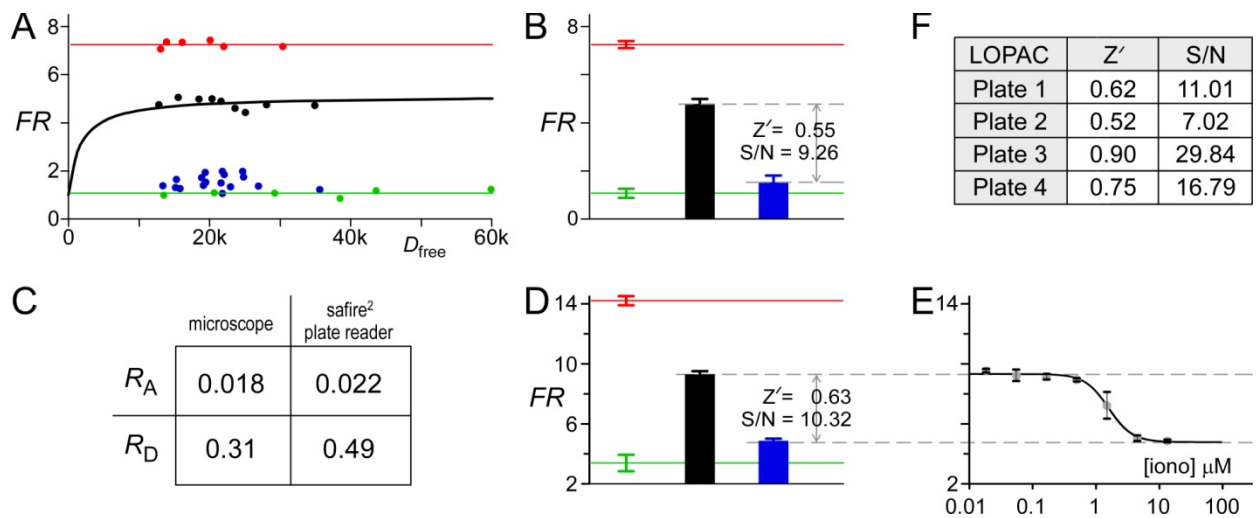 A
8
6
FR
4
2
0
0
20k
40k
D_free
60k
B
8
FR
4
0
Z′= 0.55
S/N = 9.26
F
LOPAC Z′ S/N
Plate 1 0.62 11.01
Plate 2 0.52 7.02
Plate 3 0.90 29.84
Plate 4 0.75 16.79
C
microscope safire²
plate reader
R_A 0.018 0.022
R_D 0.31 0.49
D
14
10
FR
6
2
Z′= 0.63
S/N = 10.32
E
14
2
[iono] µM
0.01 0.1 1 10 100